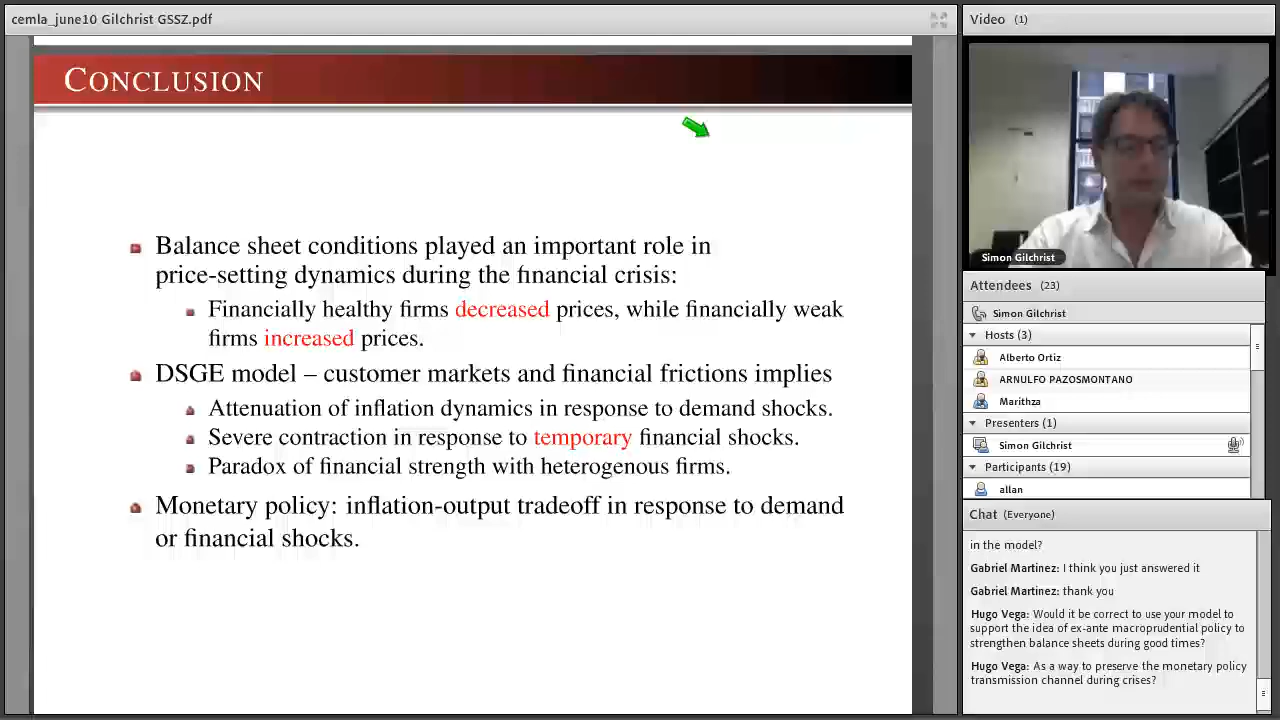 cemla_june10 Gilchrist GSSZ.pdf
CONCLUSION
Balance sheet conditions played an important role in
price-setting dynamics during the financial crisis:
Financially healthy firms decreased prices, while financially weak
firms increased prices.
DSGE model – customer markets and financial frictions implies
Attenuation of inflation dynamics in response to demand shocks.
Severe contraction in response to temporary financial shocks.
Paradox of financial strength with heterogenous firms.
Monetary policy: inflation-output tradeoff in response to demand
or financial shocks.
Video (1)
Simon Gilchrist
Attendees (23)
Simon Gilchrist
Hosts (3)
Alberto Ortiz
ARNULFO PAZOSMONTANO
Marithza
Presenters (1)
Simon Gilchrist
Participants (19)
allan
Chat (Everyone)
in the model?
Gabriel Martinez: I think you just answered it
Gabriel Martinez: thank you
Hugo Vega: Would it be correct to use your model to
support the idea of ex-ante macroprudential policy to
strengthen balance sheets during good times?
Hugo Vega: As a way to preserve the monetary policy
transmission channel during crises?